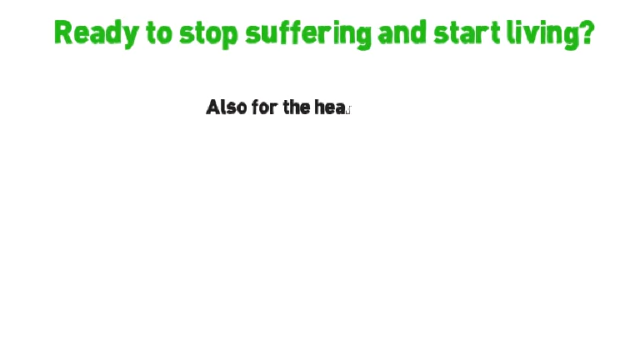 Ready to stop suffering and start living?
Also for the hea